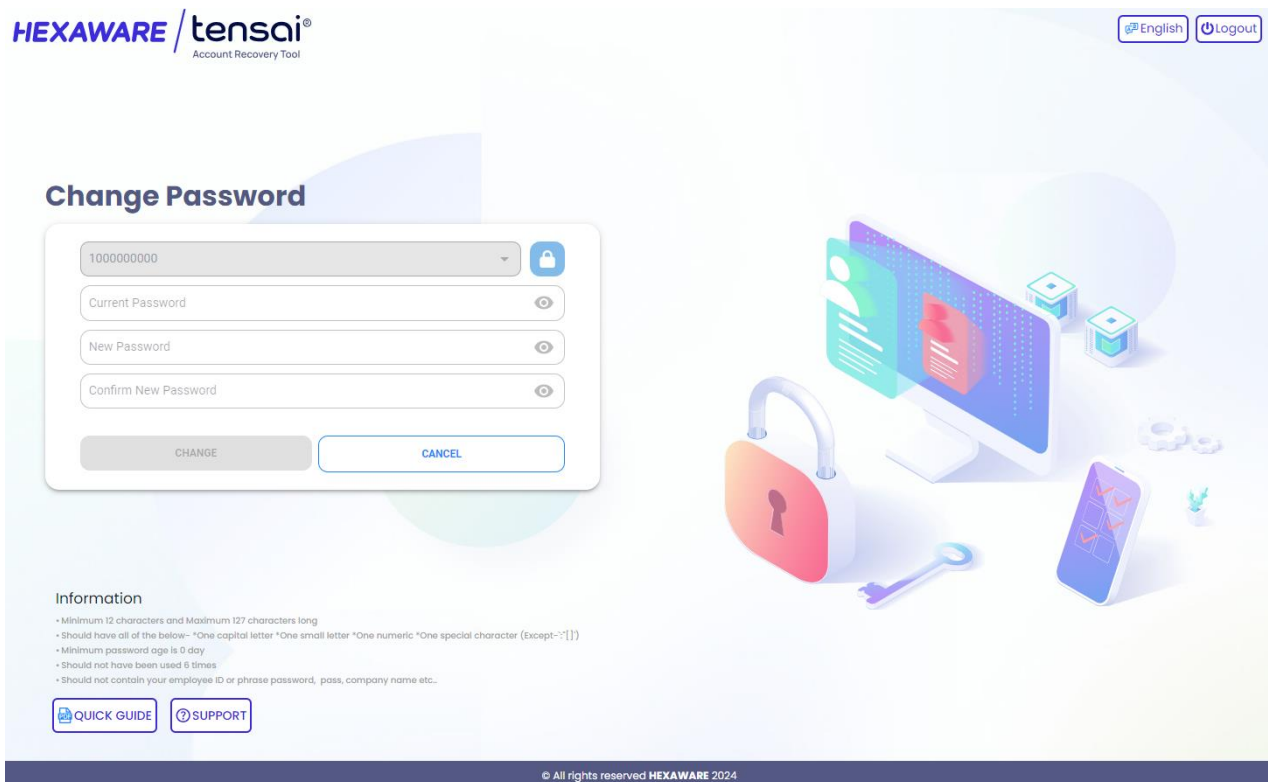 HEXAWARE tensai®
Account Recovery Tool
English
Logout
Change Password
1000000000
Current Password
New Password
Confirm New Password
CHANGE
CANCEL
Information
• Minimum 12 characters and Maximum 127 characters long
• Should have all of the below- *One capital letter *One small letter *One numeric *One special character
• Minimum password age is 0 day
• Should not have been used 6 times
• Should not contain your employee ID or phrase password, pass, company name etc..
QUICK GUIDE
SUPPORT
© All rights reserved HEXAWARE 2024